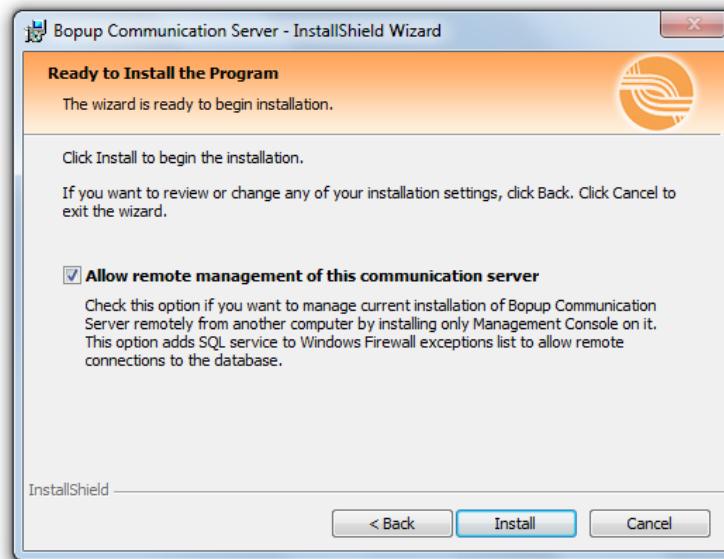 Bopup Communication Server - InstallShield Wizard
Ready to Install the Program
The wizard is ready to begin installation.
Click Install to begin the installation.
If you want to review or change any of your installation settings, click Back. Click Cancel to
exit the wizard.
Allow remote management of this communication server
Check this option if you want to manage current installation of Bopup Communication
Server remotely from another computer by installing only Management Console on it.
This option adds SQL service to Windows Firewall exceptions list to allow remote
connections to the database.
InstallShield
< Back
Install
Cancel